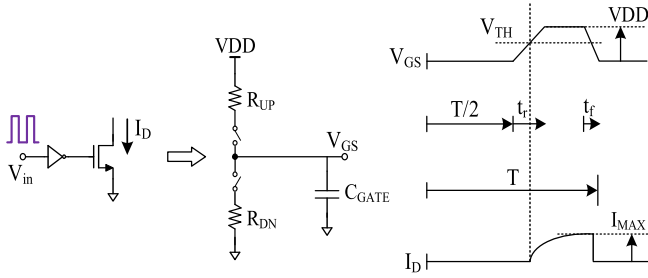 V_in
I_D
VDD
R_UP
R_DN
V_GS
C_GATE
V_TH
VDD
V_GS
T/2
t_r
t_f
T
I_MAX
I_D